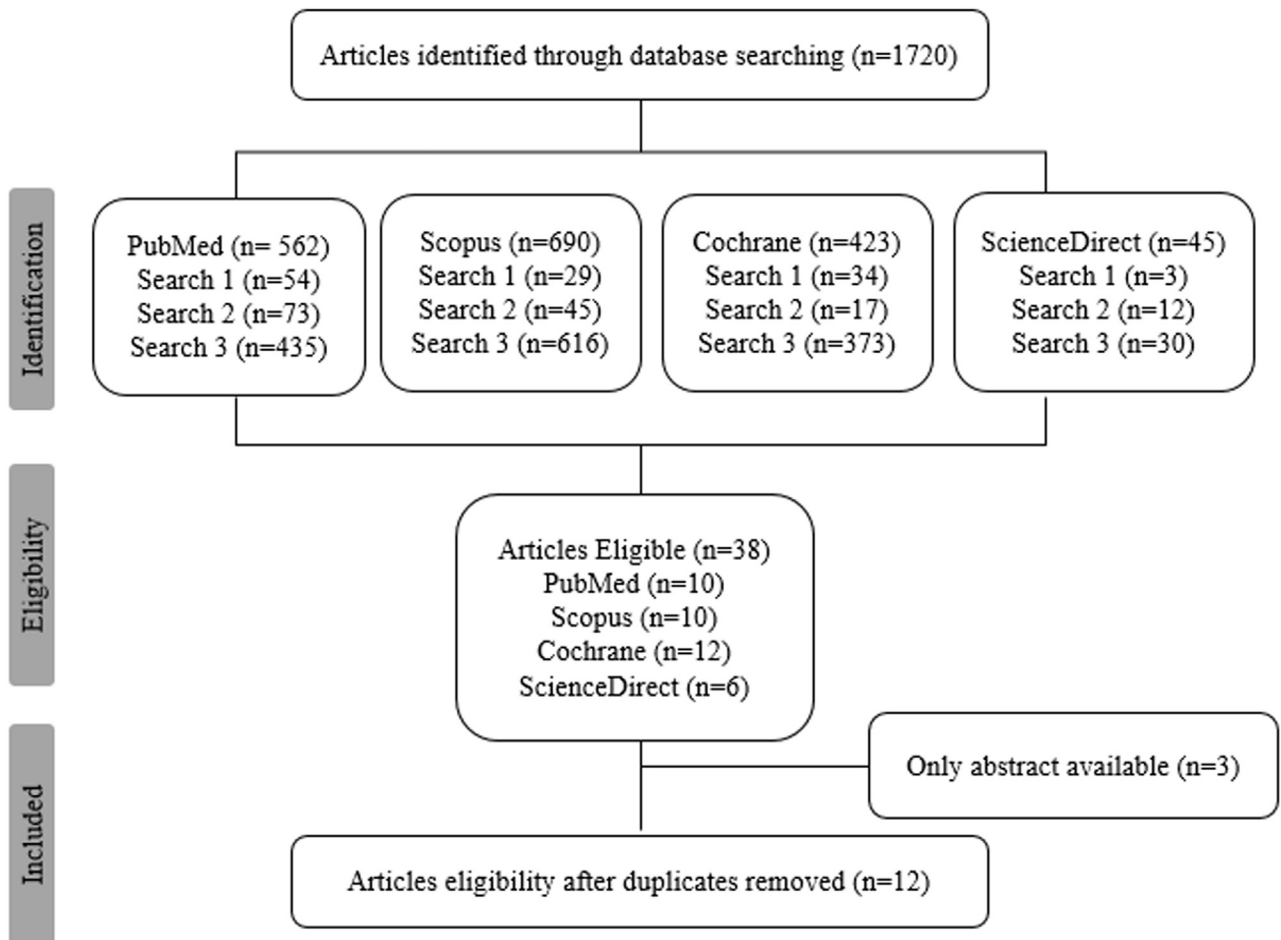 Articles identified through database searching (n=1720)
Identification
PubMed (n= 562)
Search 1 (n=54)
Search 2 (n=73)
Search 3 (n=435)
Scopus (n=690)
Search 1 (n=29)
Search 2 (n=45)
Search 3 (n=616)
Cochrane (n=423)
Search 1 (n=34)
Search 2 (n=17)
Search 3 (n=373)
ScienceDirect (n=45)
Search 1 (n=3)
Search 2 (n=12)
Search 3 (n=30)
Eligibility
Articles Eligible (n=38)
PubMed (n=10)
Scopus (n=10)
Cochrane (n=12)
ScienceDirect (n=6)
Included
Only abstract available (n=3)
Articles eligibility after duplicates removed (n=12)